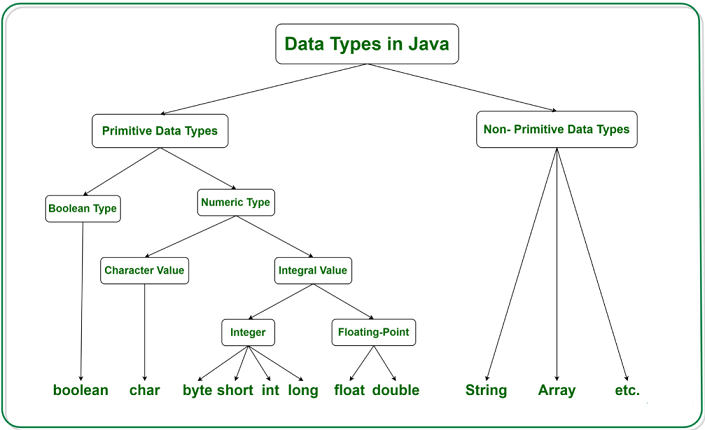 Data Types in Java
Primitive Data Types
Non- Primitive Data Types
Boolean Type
Numeric Type
Character Value
Integral Value
Integer
Floating-Point
boolean
char
byte
short
int
long
float
double
String
Array
etc.